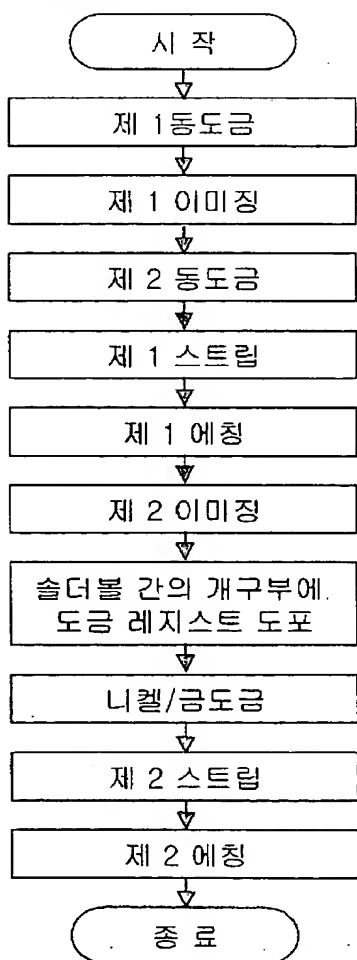 시 작
제 1동도금
제 1 이미징
제 2 동도금
제 1 스트립
제 1 에칭
제 2 이미징
솔더볼 간의 개구부에.
도금 레지스트 도포
니켈/금도금
제 2 스트립
제 2 에칭
종 료